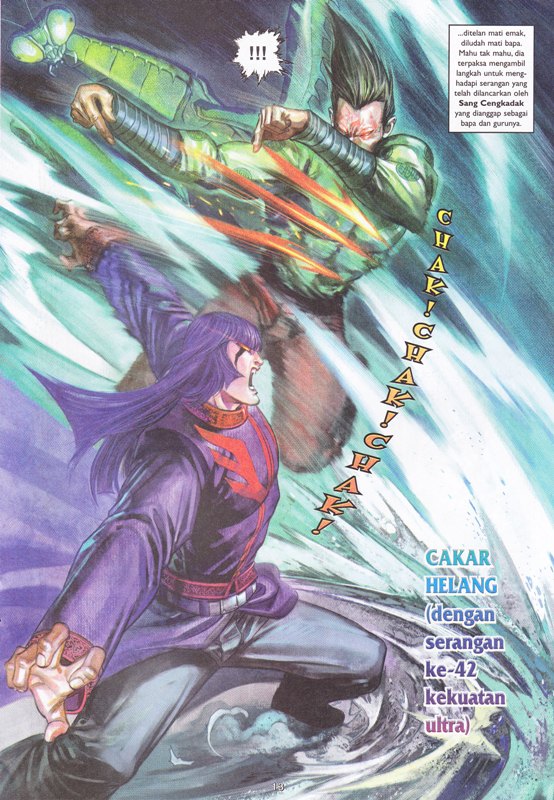 !!!
...ditelan mati emak,
diludah mati bapa.
Mahu tak mahu, dia
terpaksa mengambil
langkah untuk meng-
hadapi serangan yang
telah dilancarkan oleh
Sang Cengkadak
yang dianggap sebagai
bapa dan gurunya.
CHAK! CHAK! CHAK!
CAKAR
HELANG
(dengan
serangan
ke-42
kekuatan
ultra)
13